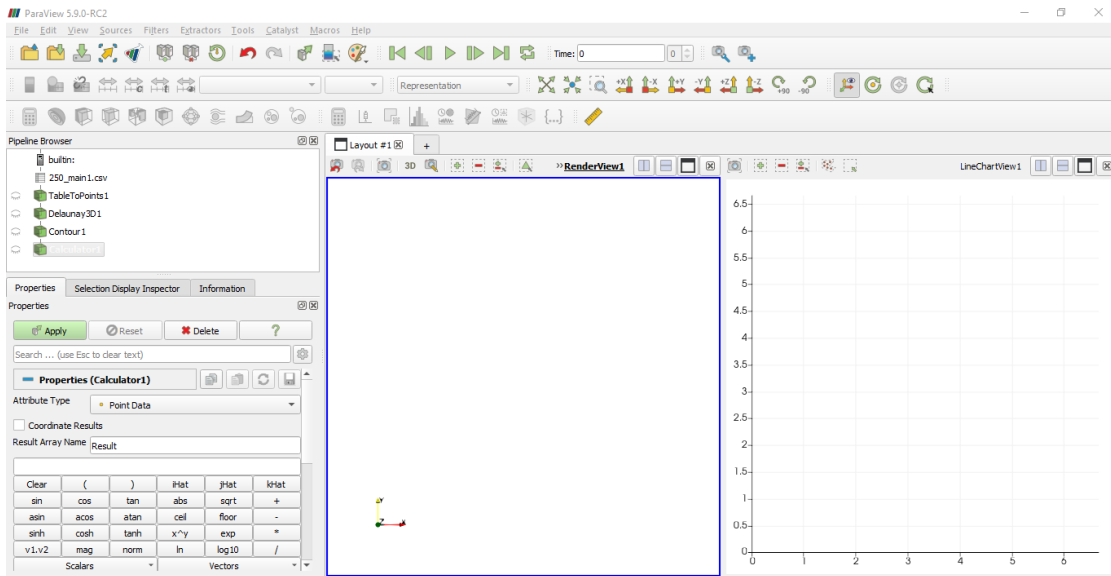 ParaView 5.9.0-RC2
File Edit View Sources Filters Extractors Tools Catalyst Macros Help
Time: 0 0
Representation +X -X +Y -Y +Z -Z +90 -90
Pipeline Browser
builtin:
250_main1.csv
TableToPoints1
Delaunay3D1
Contour1
Calculator1
Properties Selection Display Inspector Information
Properties
Apply Reset Delete ?
Search ... (use Esc to clear text)
Properties (Calculator1)
Attribute Type Point Data
Coordinate Results
Result Array Name Result
Clear ( ) iHat jHat kHat
sin cos tan abs sqrt +
asin acos atan ceil floor -
sinh cosh tanh x^y exp *
v1.v2 mag norm ln log10 /
Scalars Vectors
Layout #1 +
3D >>RenderView1
Y
Z X
LineChartView1
6.5
6
5.5
5
4.5
4
3.5
3
2.5
2
1.5
1
0.5
0
0 1 2 3 4 5 6